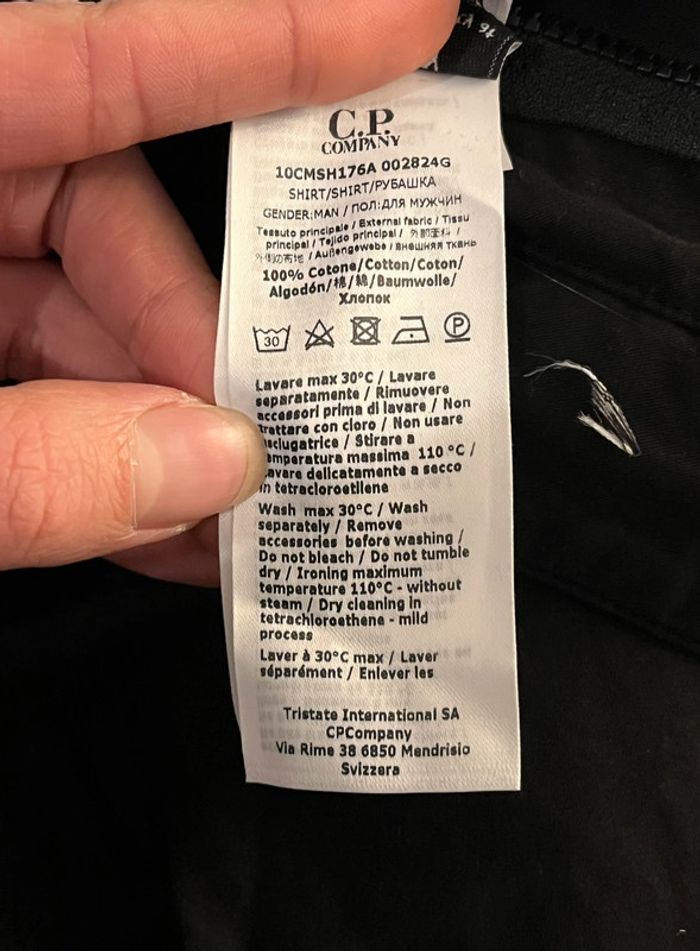 C.P.
COMPANY
10CMSH176A 002824G
SHIRT/SHIRT/РУБАШКА
GENDER:MAN / ПОЛ:ДЛЯ МУЖЧИН
Tessuto principale / External fabric / Tissu
principal / Tejido principal / 外部面料 /
外側の布地 / Außengewebe / ВНЕШНЯЯ ТКАНЬ
100% Cotone/Cotton/Coton/
Algodón/棉/綿/Baumwolle/
Хлопок
30
P
Lavare max 30°C / Lavare
separatamente / Rimuovere
accessori prima di lavare / Non
trattare con cloro / Non usare
/ Stirare a
massima 110 °C /
delicatamente a secco
in tetracloroetilene
Wash max 30°C / Wash
separately / Remove
accessories before washing /
Do not bleach / Do not tumble
dry / Ironing maximum
temperature 110°C - without
steam / Dry cleaning in
tetrachloroethene - mild
process
Laver à 30°C max / Laver
séparément / Enlever les
Tristate International SA
CPCompany
Via Rime 38 6850 Mendrisio
Svizzera